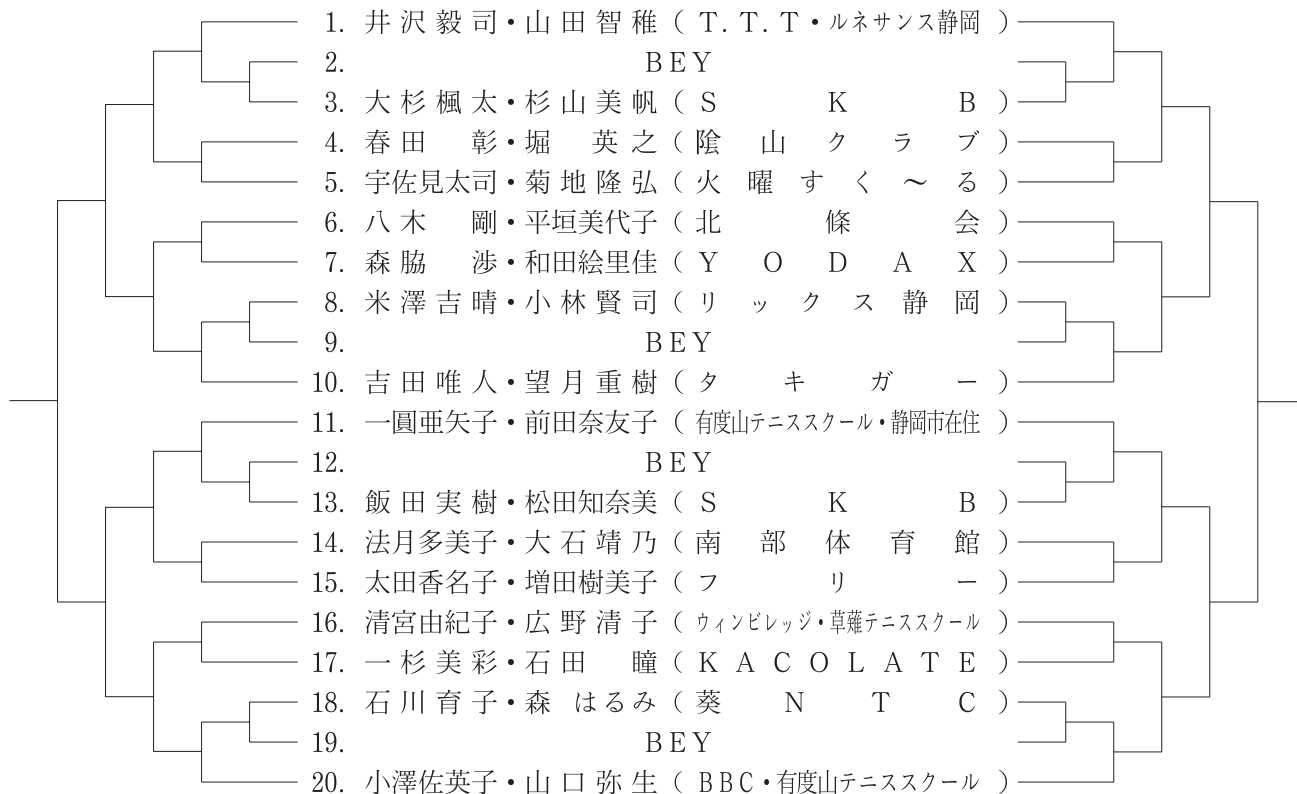 1. 井沢毅司・山田智稚（T.T.T・ルネサンス静岡）
2. BEY
3. 大杉楓太・杉山美帆（SKB）
4. 春田 彰・堀 英之（陰山クラブ）
5. 宇佐見太司・菊地隆弘（火曜すく～る）
6. 八木 剛・平垣美代子（北條会）
7. 森脇 渉・和田絵里佳（YODAX）
8. 米澤吉晴・小林賢司（リックス静岡）
9. BEY
10. 吉田唯人・望月重樹（タキガー）
11. 一圓亜矢子・前田奈友子（有度山テニススクール・静岡市在住）
12. BEY
13. 飯田実樹・松田知奈美（SKB）
14. 法月多美子・大石靖乃（南部体育館）
15. 太田香名子・増田樹美子（フリー）
16. 清宮由紀子・広野清子（ウィンビレッジ・草薙テニススクール）
17. 一杉美彩・石田 瞳（KACOLATE）
18. 石川育子・森 はるみ（葵NTC）
19. BEY
20. 小澤佐英子・山口弥生（BBC・有度山テニススクール）